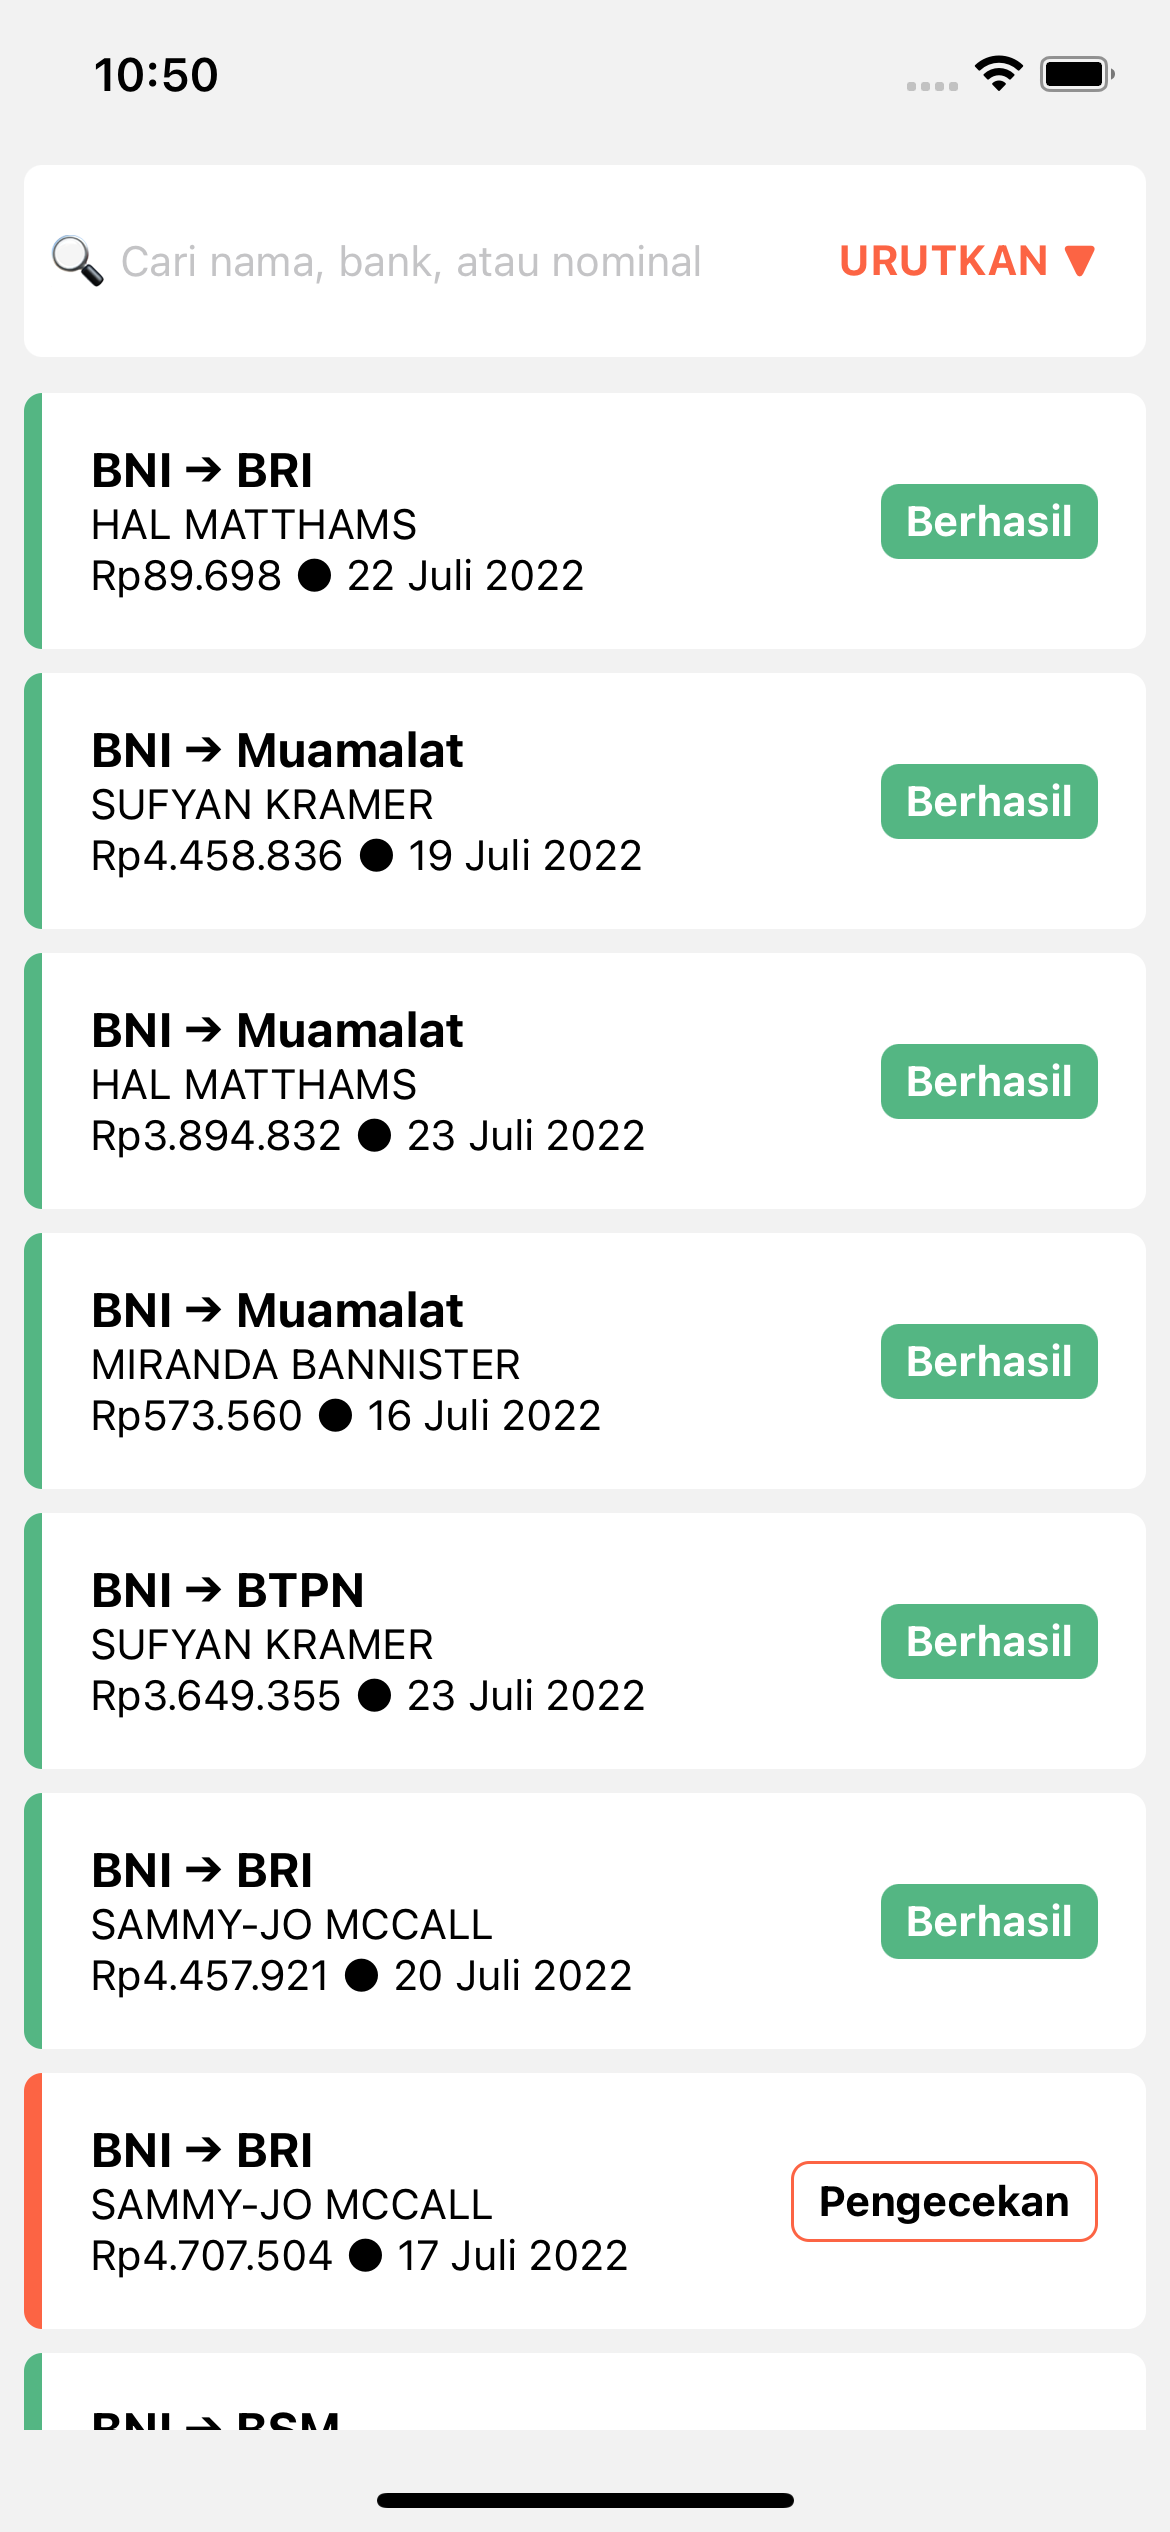 10:50
🔍 Cari nama, bank, atau nominal
URUTKAN ▼
BNI ➔ BRI
HAL MATTHAMS
Rp89.698 ● 22 Juli 2022
Berhasil
BNI ➔ Muamalat
SUFYAN KRAMER
Rp4.458.836 ● 19 Juli 2022
Berhasil
BNI ➔ Muamalat
HAL MATTHAMS
Rp3.894.832 ● 23 Juli 2022
Berhasil
BNI ➔ Muamalat
MIRANDA BANNISTER
Rp573.560 ● 16 Juli 2022
Berhasil
BNI ➔ BTPN
SUFYAN KRAMER
Rp3.649.355 ● 23 Juli 2022
Berhasil
BNI ➔ BRI
SAMMY-JO MCCALL
Rp4.457.921 ● 20 Juli 2022
Berhasil
BNI ➔ BRI
SAMMY-JO MCCALL
Rp4.707.504 ● 17 Juli 2022
Pengecekan
BNI ➔ BSM